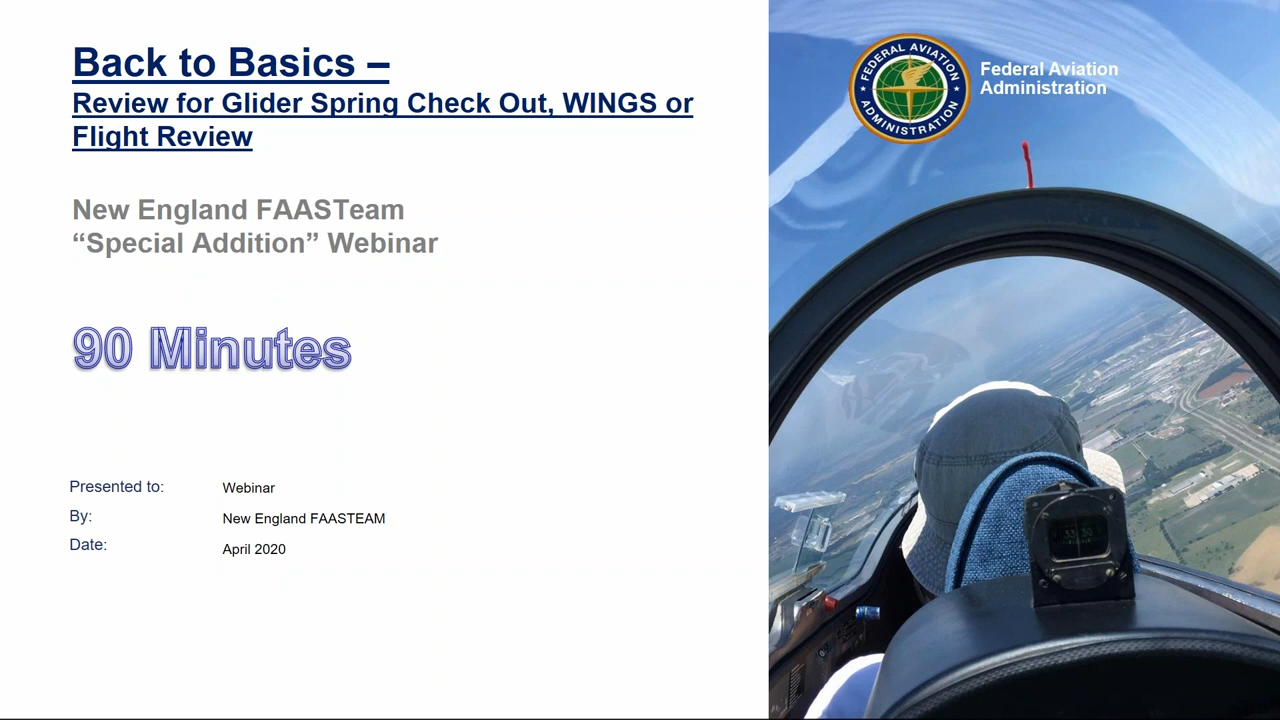 Back to Basics –
Review for Glider Spring Check Out, WINGS or
Flight Review
New England FAASTeam
“Special Addition” Webinar
90 Minutes
Presented to: Webinar
By: New England FAASTEAM
Date: April 2020
FEDERAL AVIATION
ADMINISTRATION
Federal Aviation
Administration